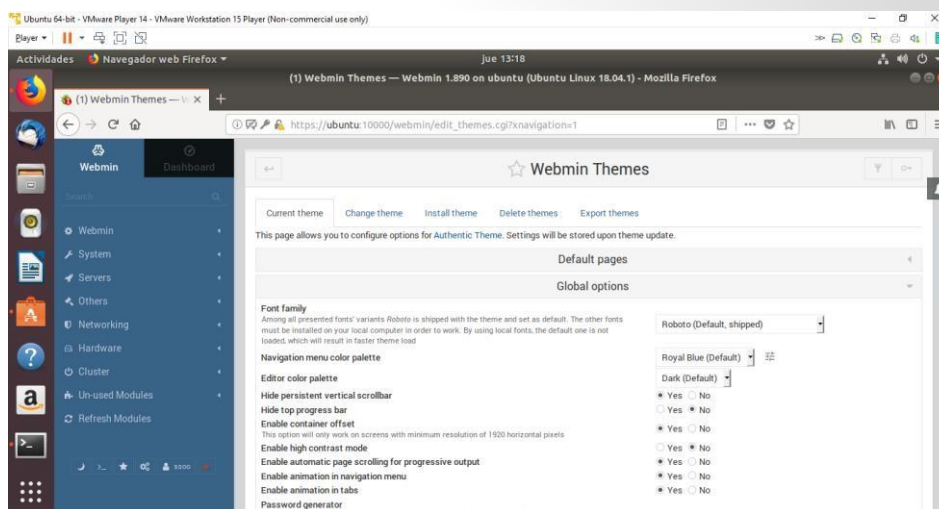 Ubuntu 64-bit - VMware Player 14 - VMware Workstation 15 Player (Non-commercial use only)
Player
Actividades Navegador web Firefox jue 13:18
(1) Webmin Themes — Webmin 1.890 on ubuntu (Ubuntu Linux 18.04.1) - Mozilla Firefox
(1) Webmin Themes —
https://ubuntu:10000/webmin/edit_themes.cgi?xnavigation=1
Webmin Dashboard
Search
Webmin
System
Servers
Others
Networking
Hardware
Cluster
Un-used Modules
Refresh Modules
Webmin Themes
Current theme Change theme Install theme Delete themes Export themes
This page allows you to configure options for Authentic Theme. Settings will be stored upon theme update.
Default pages
Global options
Font family
Among all presented fonts' variants Roboto is shipped with the theme and set as default. The other fonts
must be installed on your local computer in order to work. By using local fonts, the default one is not
loaded, which will result in faster theme load
Roboto (Default, shipped)
Navigation menu color palette Royal Blue (Default)
Editor color palette Dark (Default)
Hide persistent vertical scrollbar Yes No
Hide top progress bar Yes No
Enable container offset Yes No
This option will only work on screens with minimum resolution of 1920 horizontal pixels
Enable high contrast mode Yes No
Enable automatic page scrolling for progressive output Yes No
Enable animation in navigation menu Yes No
Enable animation in tabs Yes No
Password generator